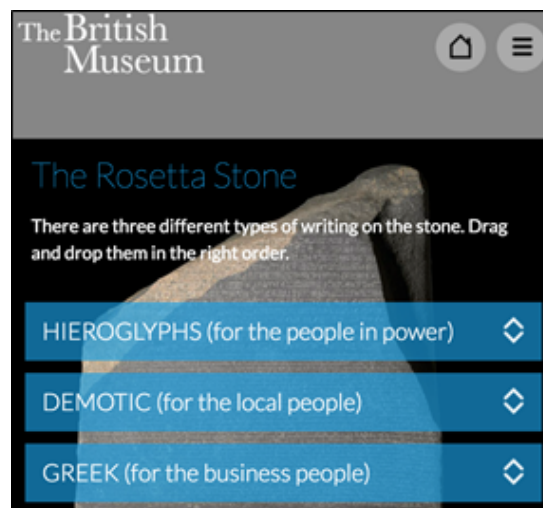 The British
Museum
The Rosetta Stone
There are three different types of writing on the stone. Drag
and drop them in the right order.
HIEROGLYPHS (for the people in power)
DEMOTIC (for the local people)
GREEK (for the business people)